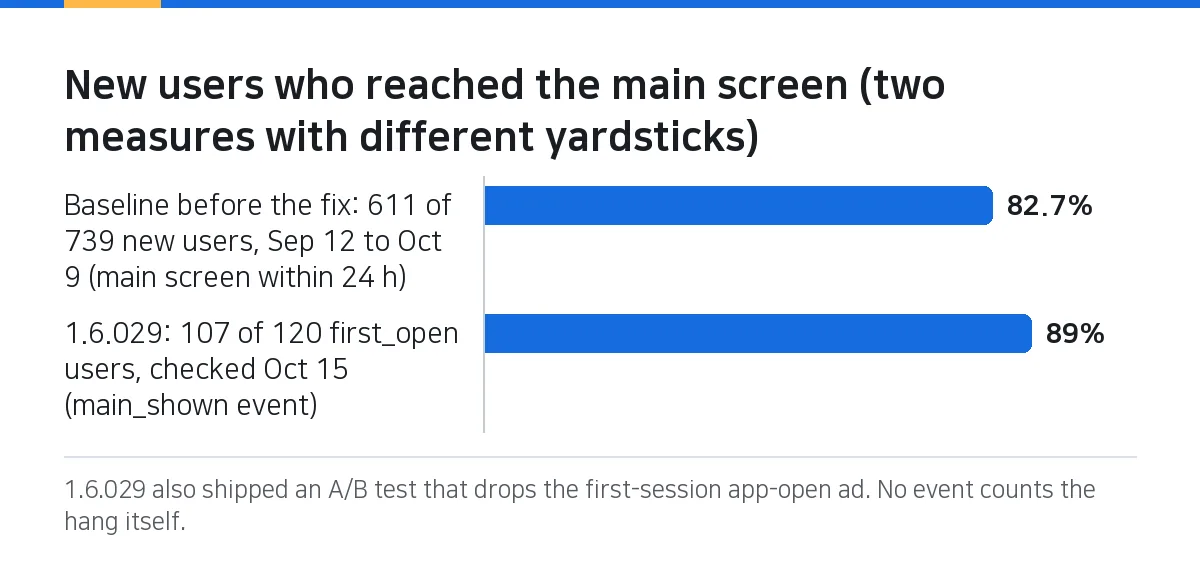 New users who reached the main screen (two
measures with different yardsticks)
Baseline before the fix: 611 of
739 new users, Sep 12 to Oct
9 (main screen within 24 h)
82.7%
1.6.029: 107 of 120 first_open
users, checked Oct 15
(main_shown event)
89%
1.6.029 also shipped an A/B test that drops the first-session app-open ad. No event counts the
hang itself.